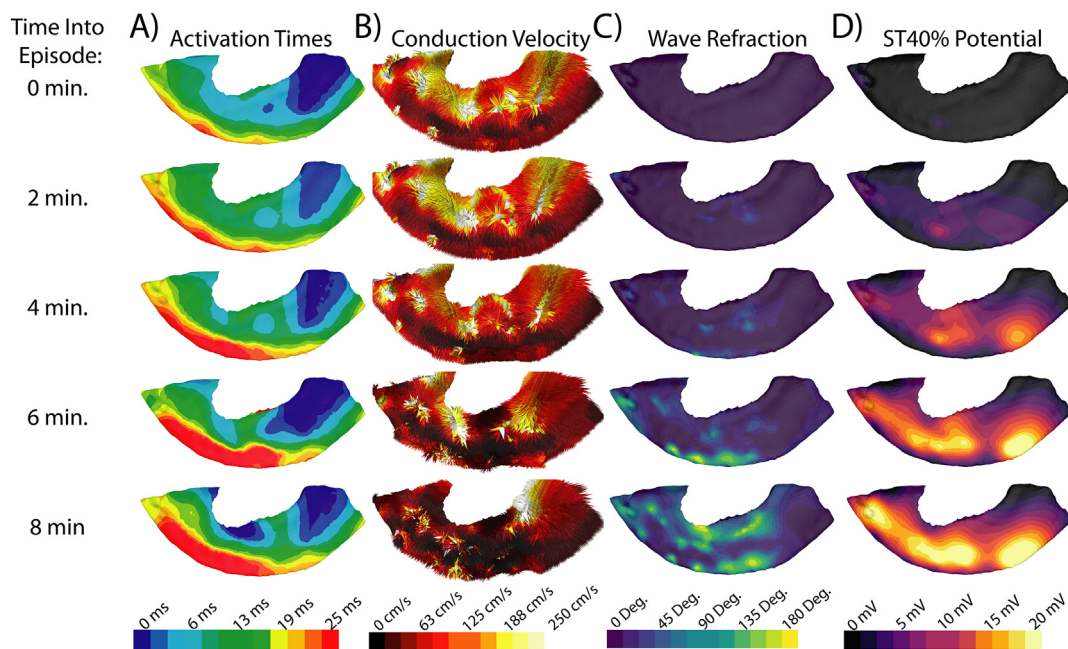 Time Into
Episode:
A) Activation Times
B) Conduction Velocity
C) Wave Refraction
D) ST40% Potential
0 min.
2 min.
4 min.
6 min.
8 min
0 ms 6 ms 13 ms 19 ms 25 ms
0 cm/s 63 cm/s 125 cm/s 188 cm/s 250 cm/s
0 Deg. 45 Deg. 90 Deg. 135 Deg. 180 Deg.
0 mV 5 mV 10 mV 15 mV 20 mV